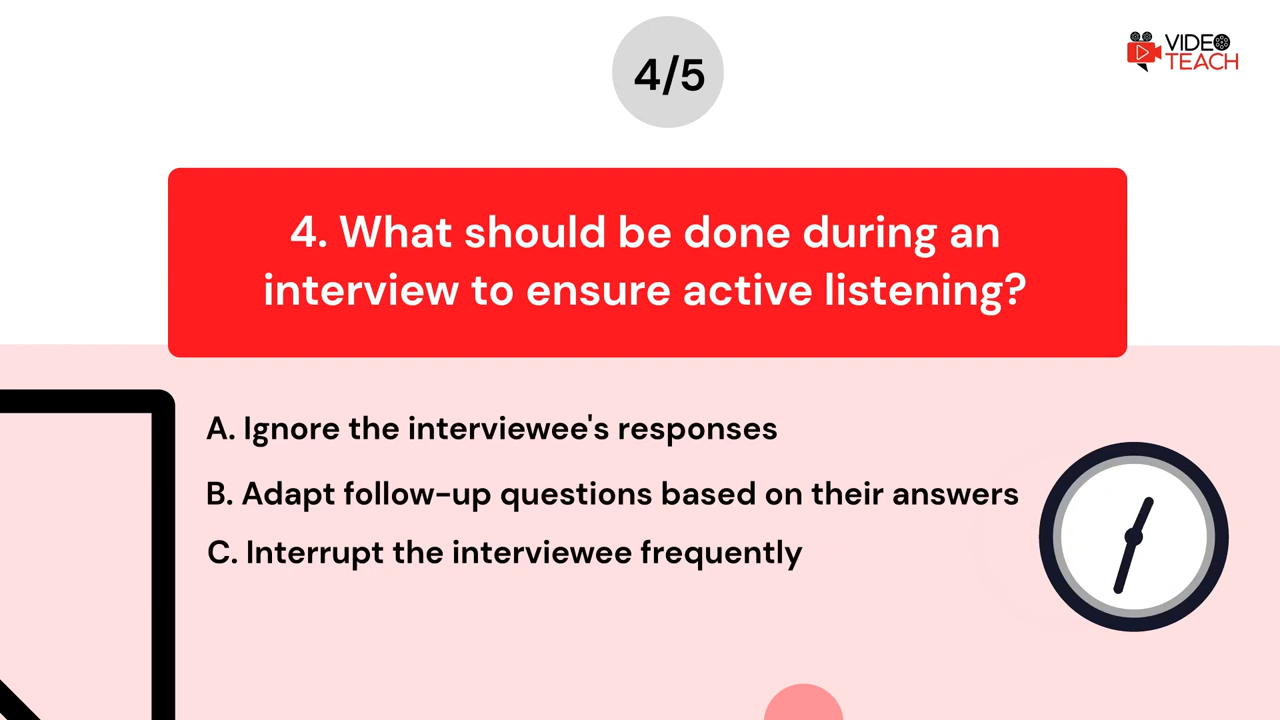 4/5
VIDEO
TEACH
4. What should be done during an
interview to ensure active listening?
A. Ignore the interviewee's responses
B. Adapt follow-up questions based on their answers
C. Interrupt the interviewee frequently